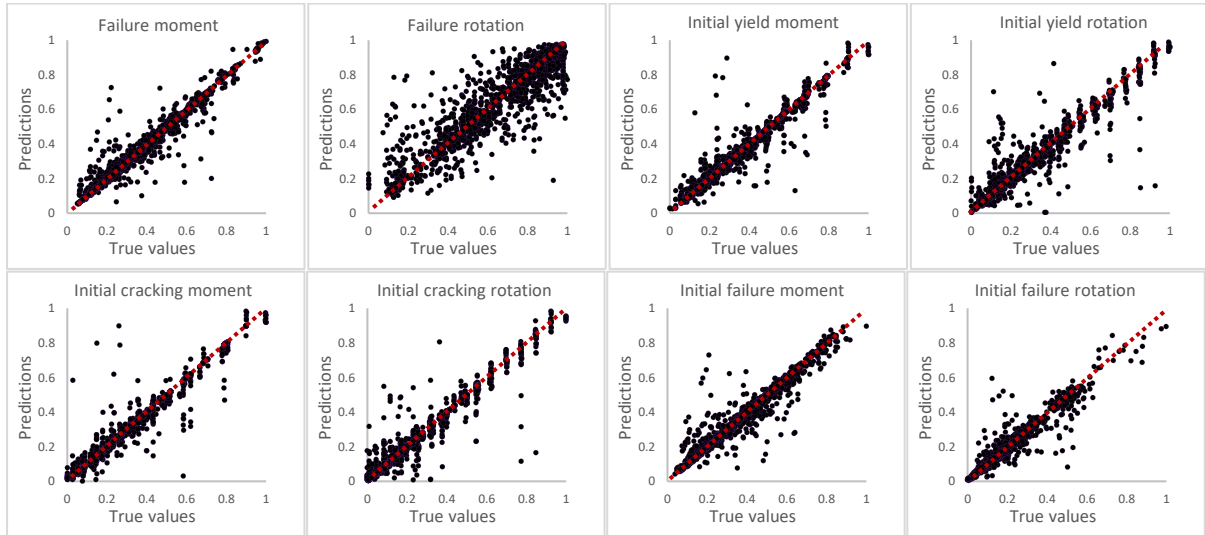 Failure moment
1
0.8
0.6
0.4
0.2
0
0 0.2 0.4 0.6 0.8 1
Predictions
True values
Failure rotation
1
0.8
0.6
0.4
0.2
0
0 0.2 0.4 0.6 0.8 1
Predictions
True values
Initial yield moment
1
0.8
0.6
0.4
0.2
0
0 0.2 0.4 0.6 0.8 1
Predictions
True values
Initial yield rotation
1
0.8
0.6
0.4
0.2
0
0 0.2 0.4 0.6 0.8 1
Predictions
True values
Initial cracking moment
1
0.8
0.6
0.4
0.2
0
0 0.2 0.4 0.6 0.8 1
Predictions
True values
Initial cracking rotation
1
0.8
0.6
0.4
0.2
0
0 0.2 0.4 0.6 0.8 1
Predictions
True values
Initial failure moment
1
0.8
0.6
0.4
0.2
0
0 0.2 0.4 0.6 0.8 1
Predictions
True values
Initial failure rotation
1
0.8
0.6
0.4
0.2
0
0 0.2 0.4 0.6 0.8 1
Predictions
True values